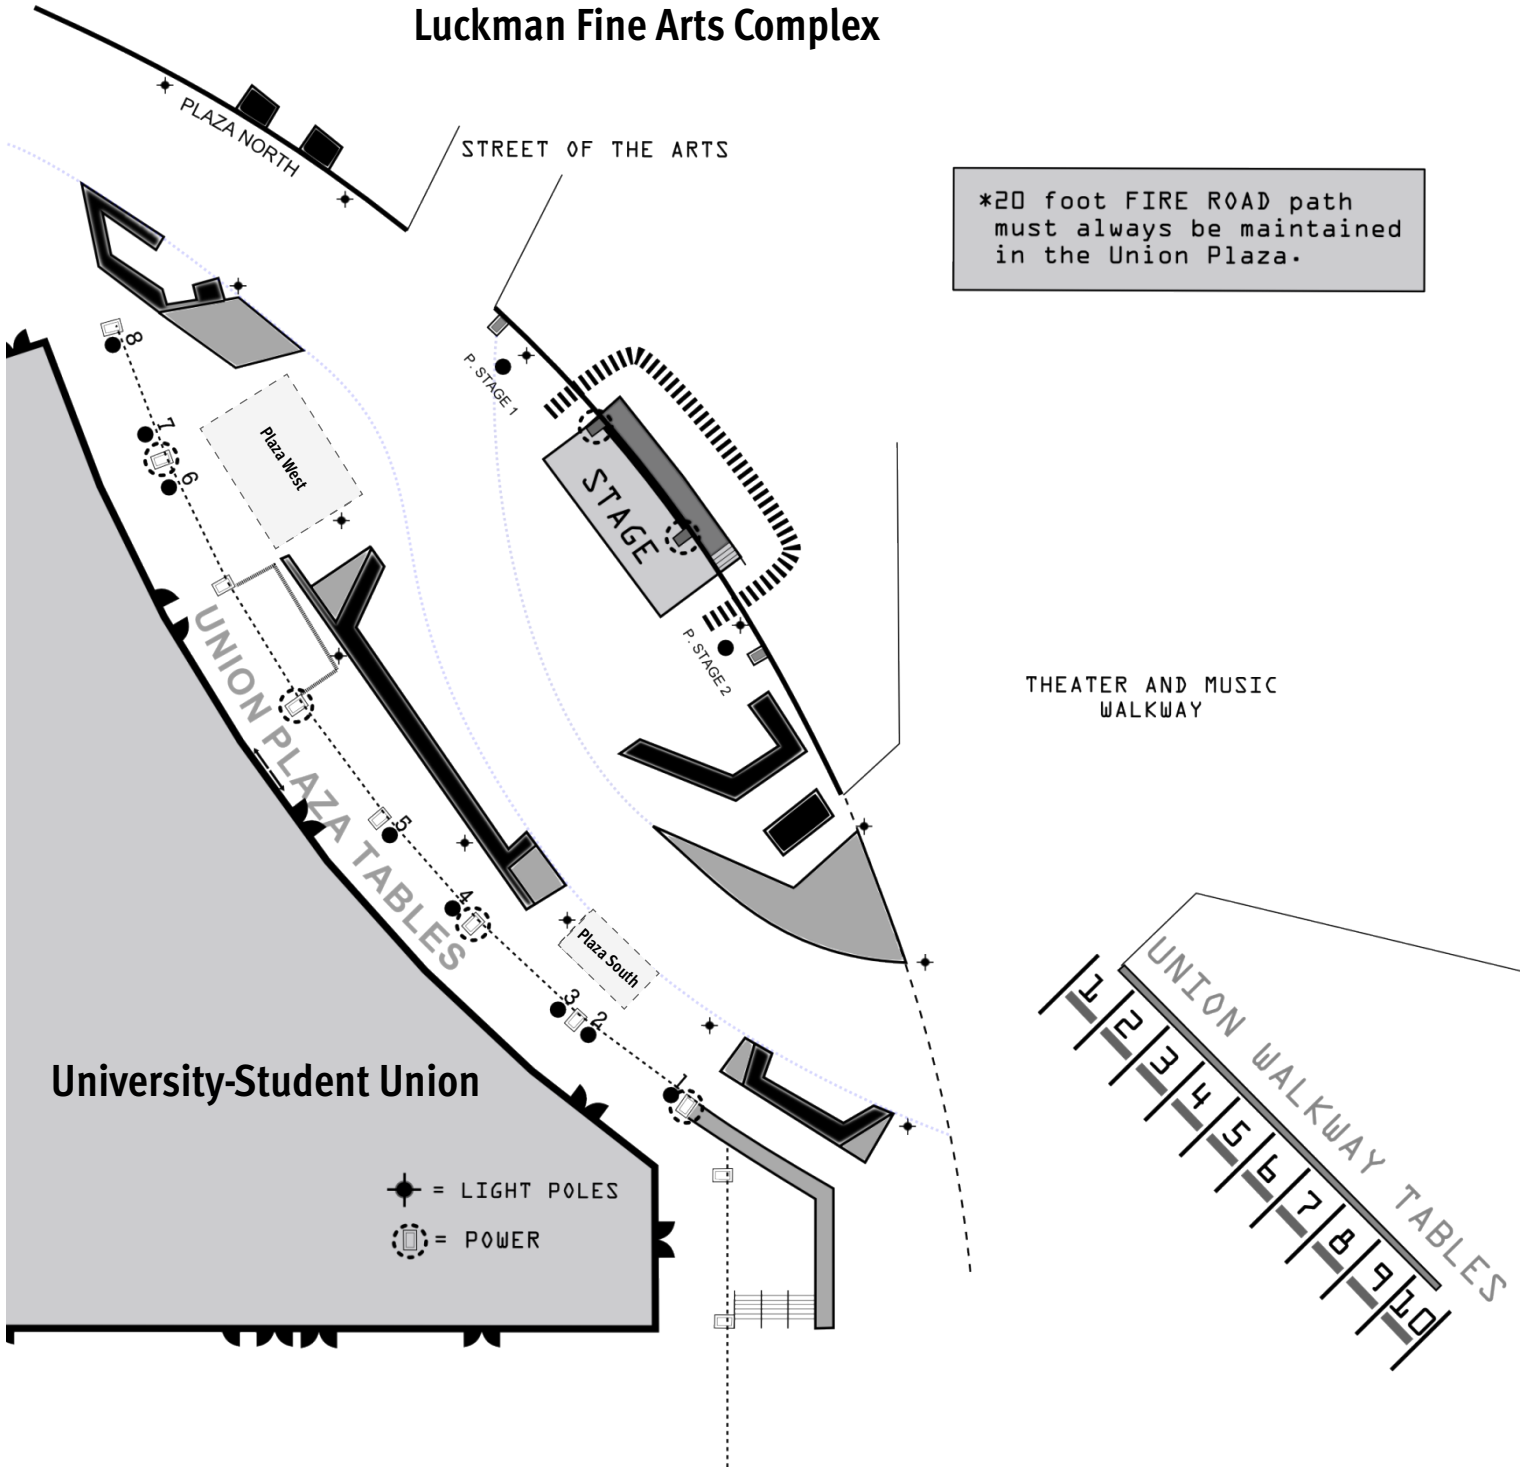 Luckman Fine Arts Complex
PLAZA NORTH
STREET OF THE ARTS
*20 foot FIRE ROAD path
must always be maintained
in the Union Plaza.
8
P. STAGE 1
7
Plaza West
6
STAGE
UNION PLAZA TABLES
P. STAGE 2
THEATER AND MUSIC
WALKWAY
5
4
Plaza South
3
2
1
University-Student Union
= LIGHT POLES
= POWER
UNION WALKWAY TABLES
1
2
3
4
5
6
7
8
9
10